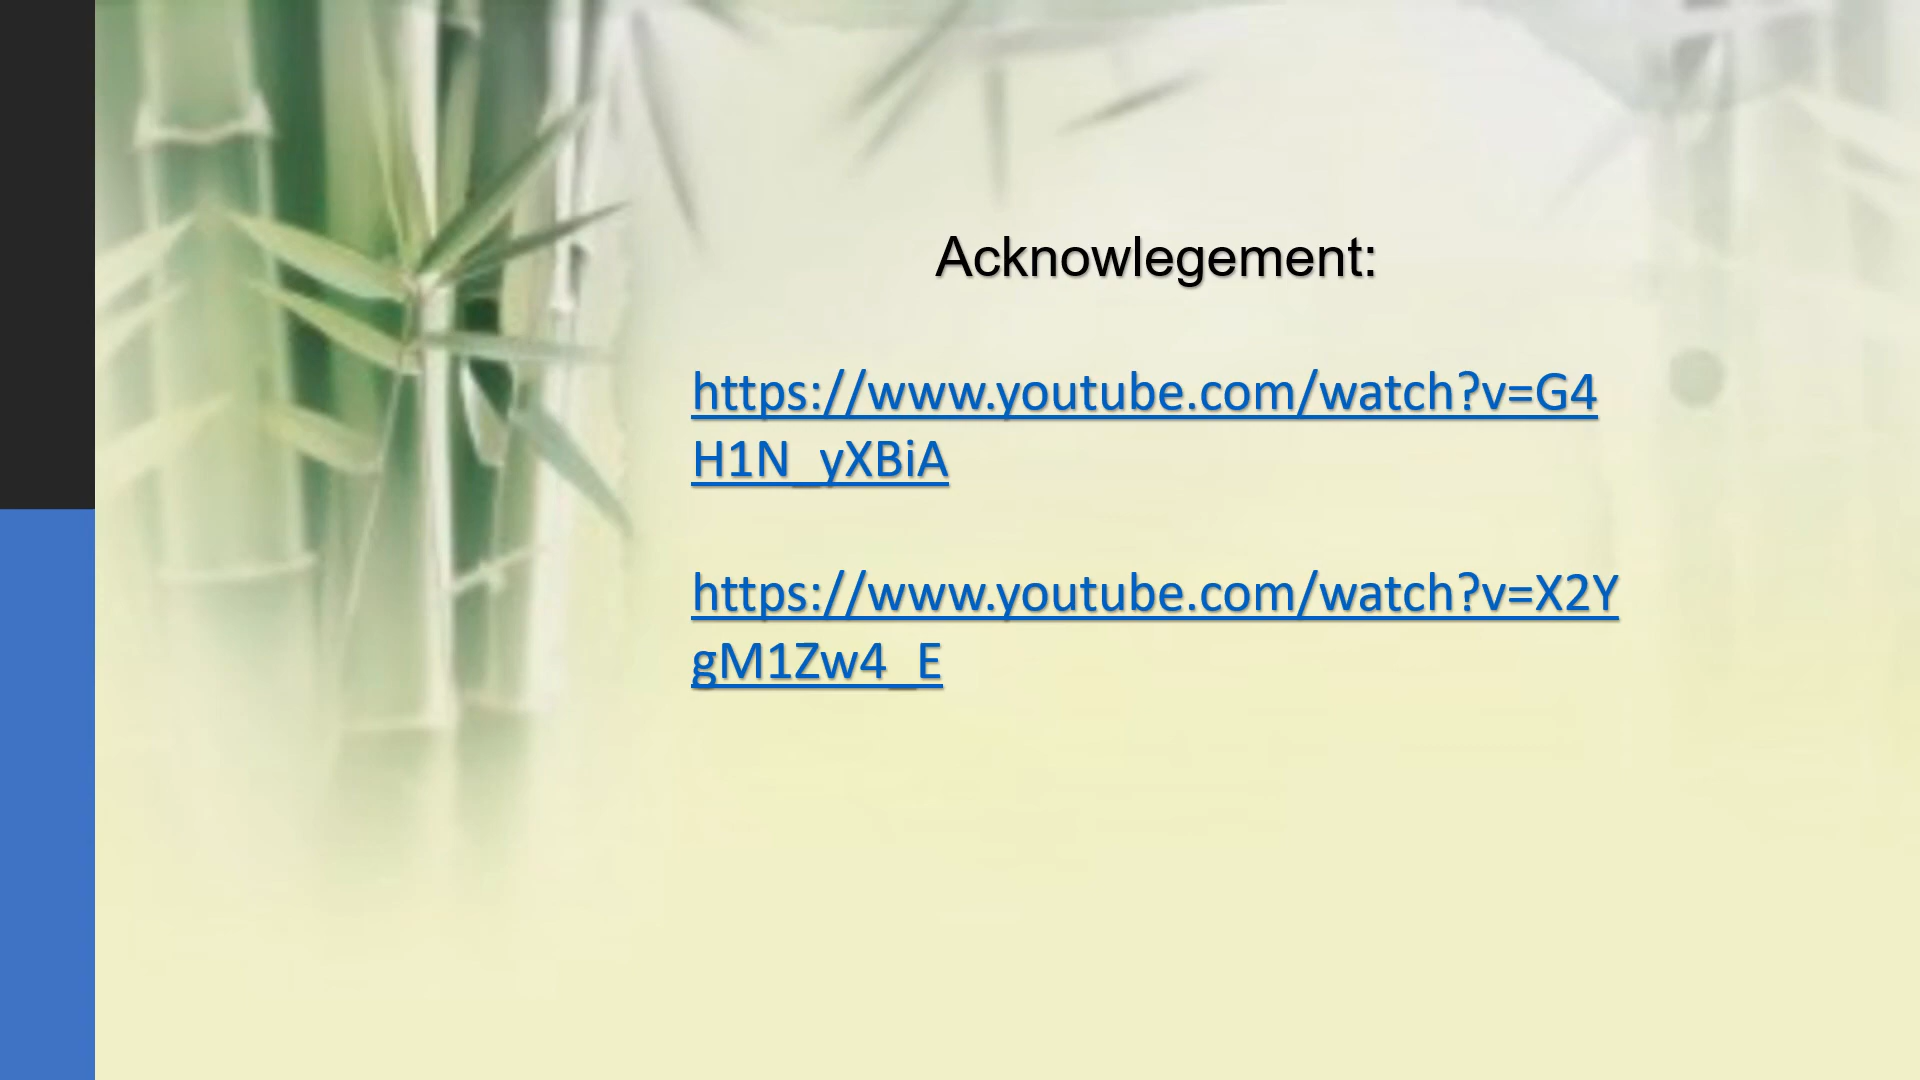 Acknowlegement:
https://www.youtube.com/watch?v=G4
H1N_yXBiA
https://www.youtube.com/watch?v=X2Y
gM1Zw4_E